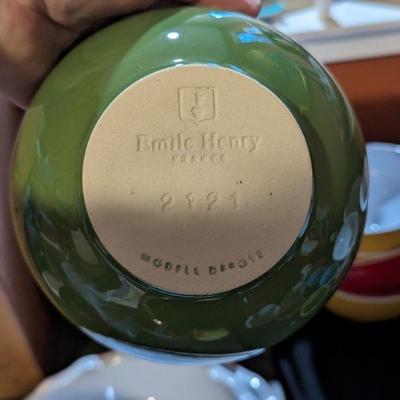 Emile Henry
FRANCE
2121
MODELE DEPOSE